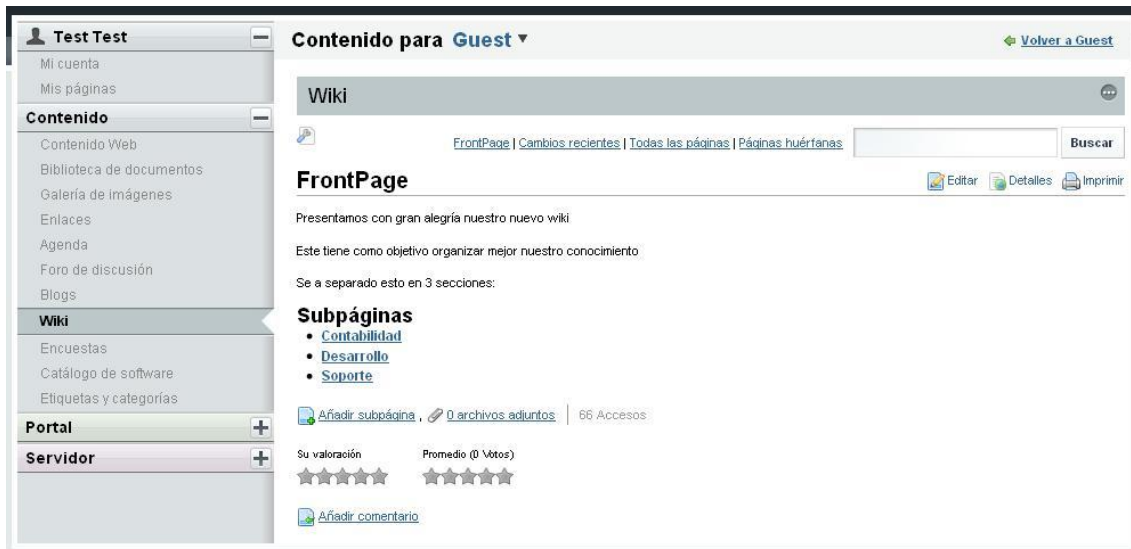 Test Test
Mi cuenta
Mis páginas
Contenido
Contenido Web
Biblioteca de documentos
Galería de imágenes
Enlaces
Agenda
Foro de discusión
Blogs
Wiki
Encuestas
Catálogo de software
Etiquetas y categorías
Portal
Servidor
Contenido para Guest
Volver a Guest
Wiki
FrontPage | Cambios recientes | Todas las páginas | Páginas huérfanas
Buscar
FrontPage
Editar Detalles Imprimir
Presentamos con gran alegría nuestro nuevo wiki
Este tiene como objetivo organizar mejor nuestro conocimiento
Se a separado esto en 3 secciones:
Subpáginas
Contabilidad
Desarrollo
Soporte
Añadir subpágina , 0 archivos adjuntos | 66 Accesos
Su valoración Promedio (0 Votos)
Añadir comentario